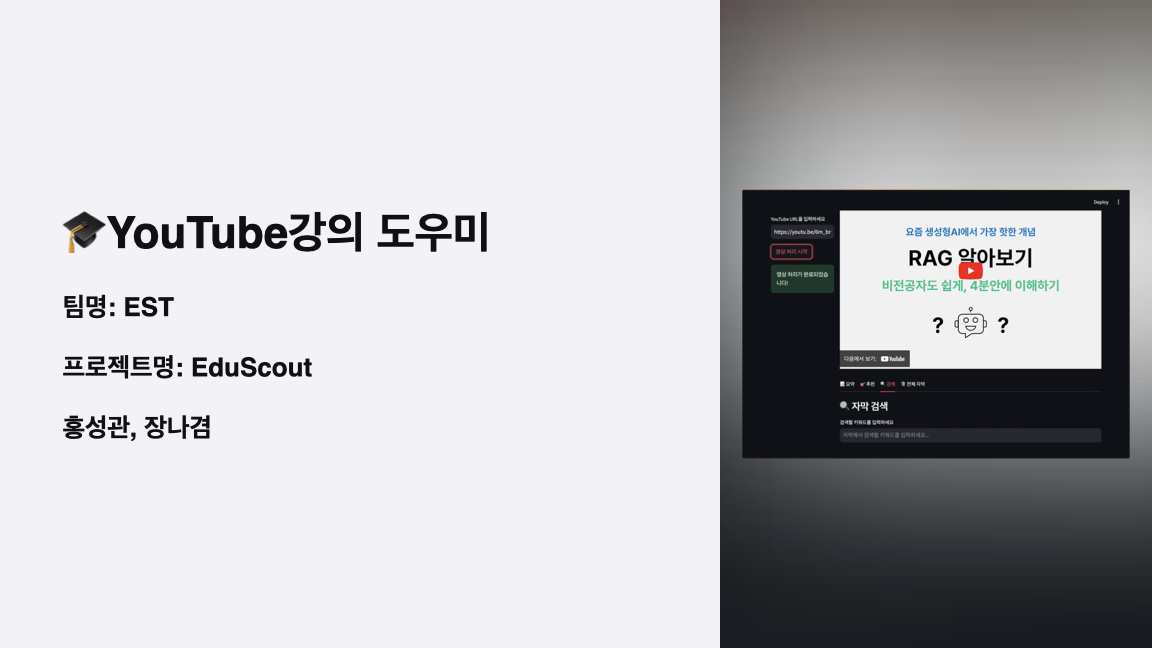 🎓YouTube강의 도우미
팀명: EST
프로젝트명: EduScout
홍성관, 장나겸
Deploy
YouTube URL을 입력하세요
https://youtu.be/6m_br
영상 처리 시작
영상 처리가 완료되었습
니다!
요즘 생성형AI에서 가장 핫한 개념
RAG 알아보기
비전공자도 쉽게, 4분안에 이해하기
? ?
다음에서 보기: YouTube
요약 추천 검색 전체 자막
자막 검색
검색할 키워드를 입력하세요
자막에서 검색할 키워드를 입력하세요...